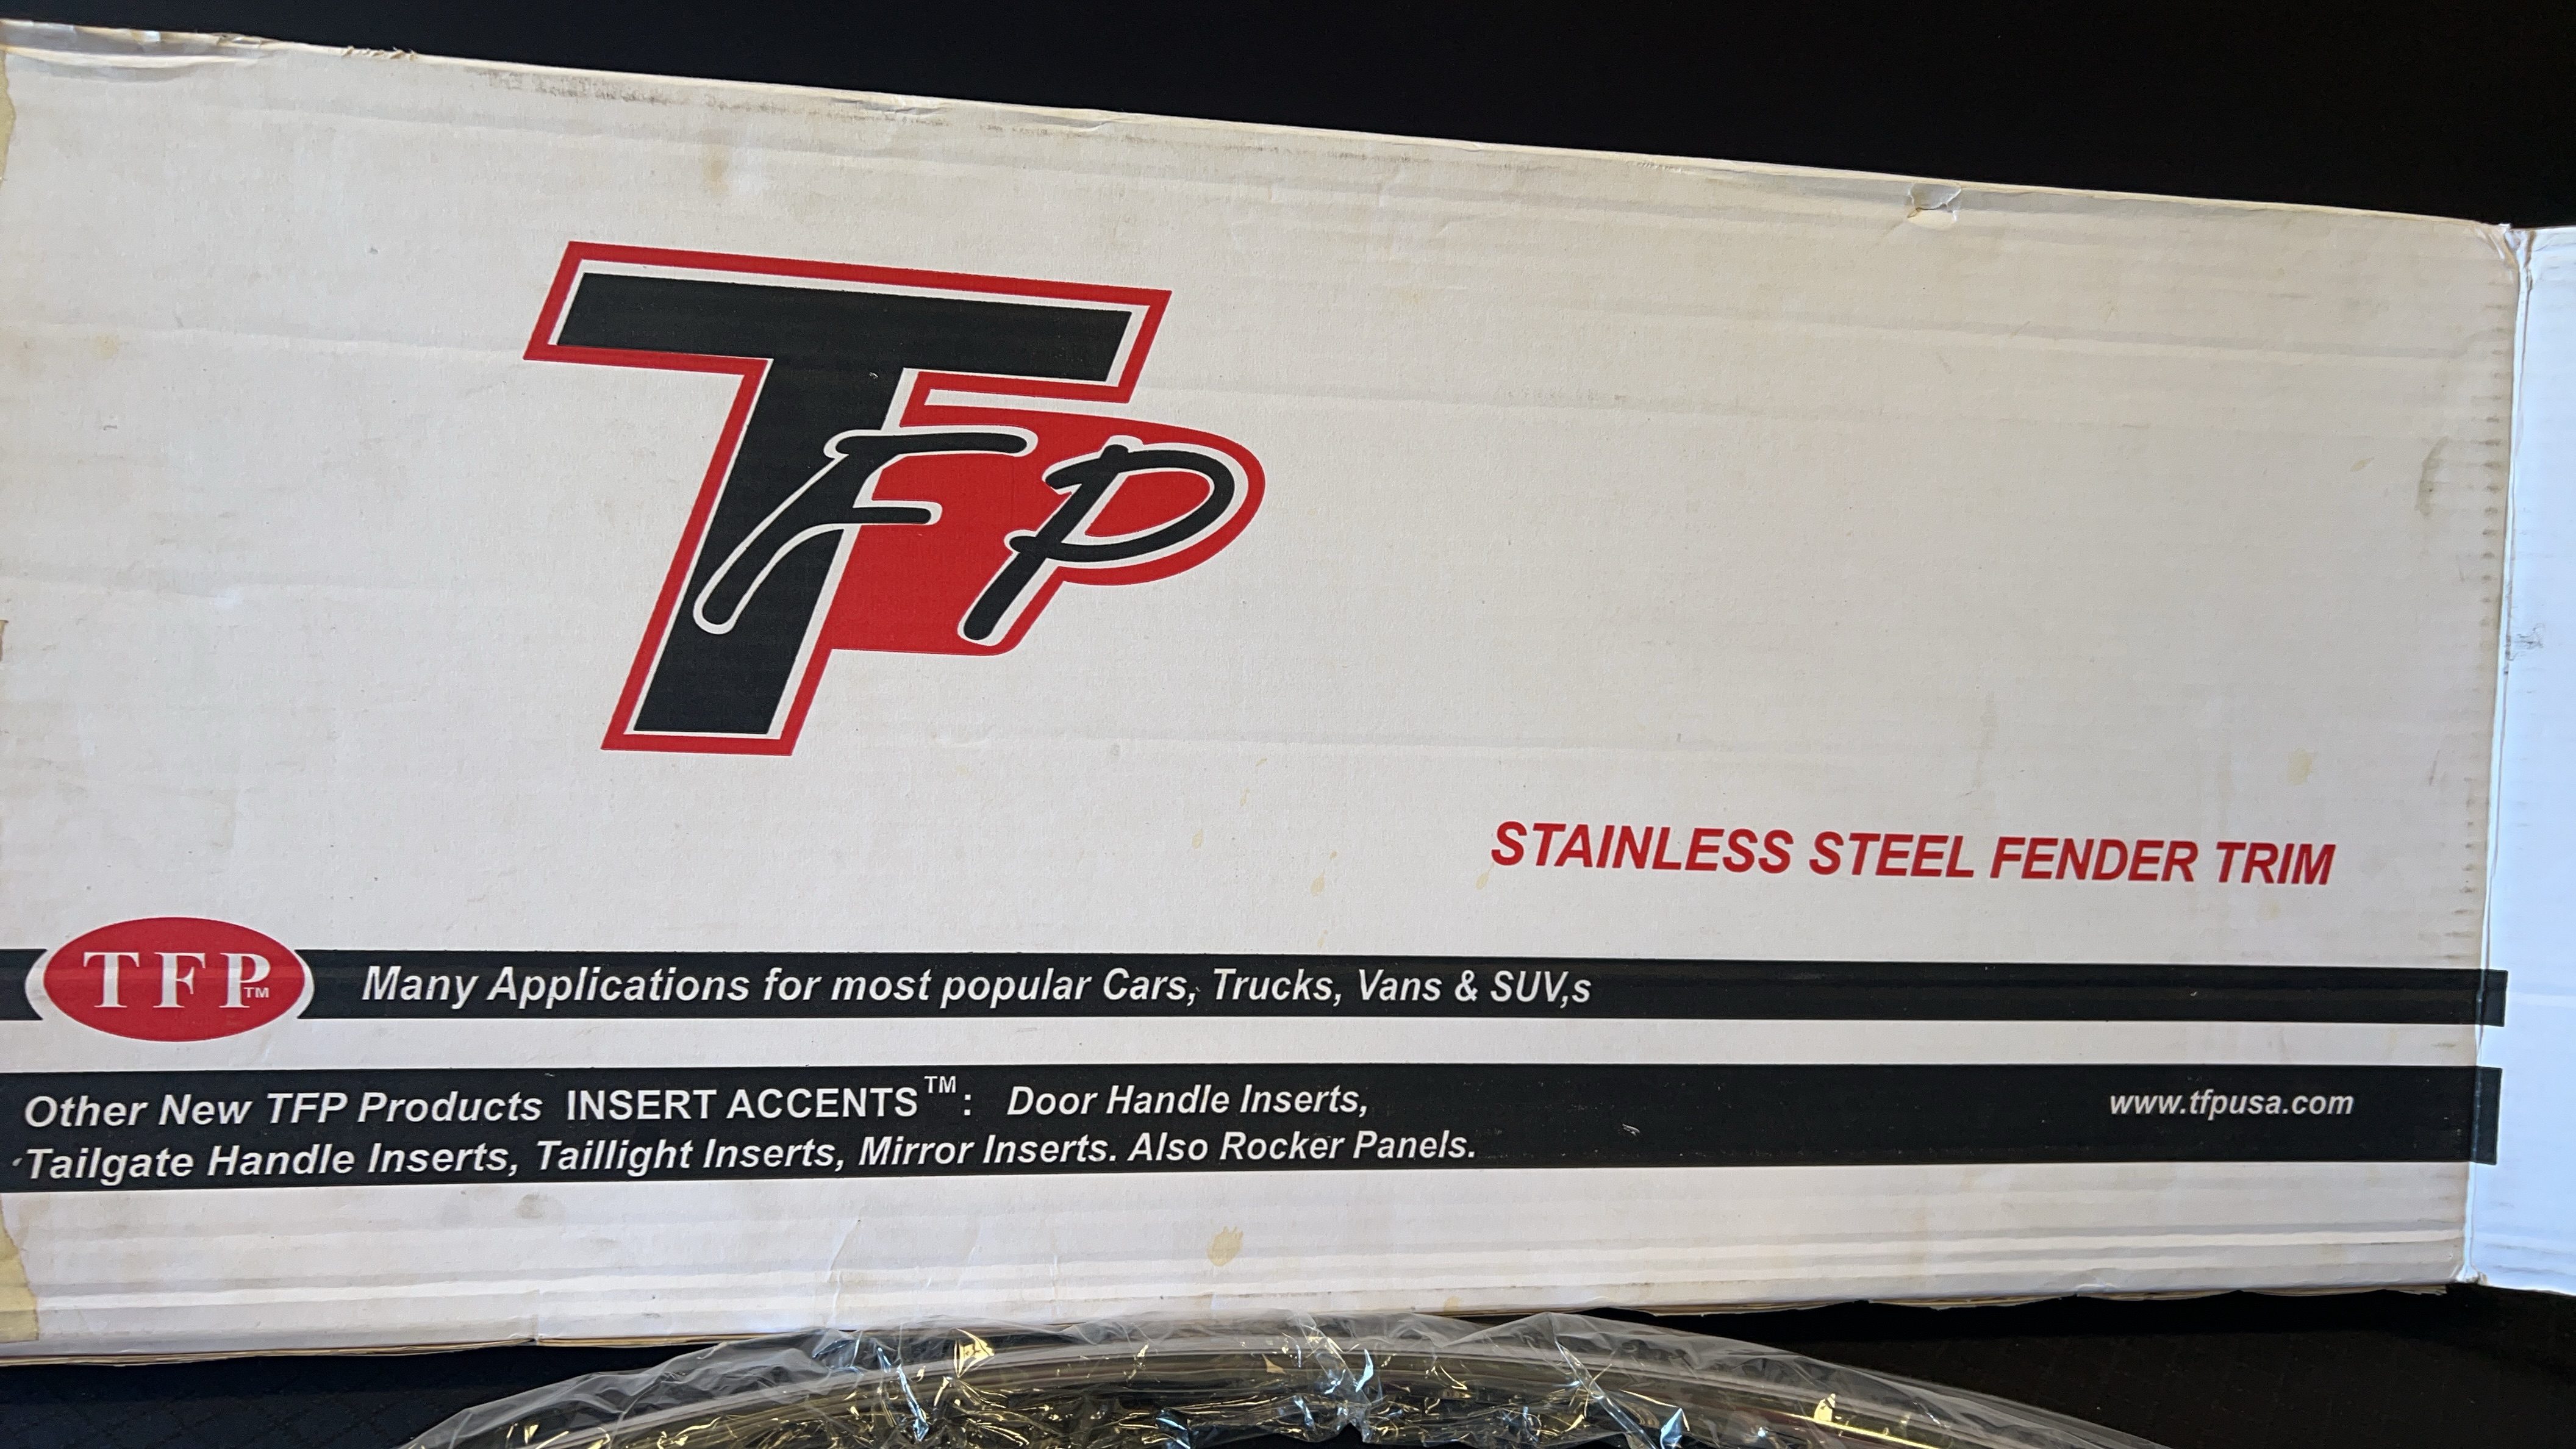 TFP
STAINLESS STEEL FENDER TRIM
TFP™ Many Applications for most popular Cars, Trucks, Vans & SUV,s
Other New TFP Products INSERT ACCENTS™: Door Handle Inserts,
Tailgate Handle Inserts, Taillight Inserts, Mirror Inserts. Also Rocker Panels.
www.tfpusa.com